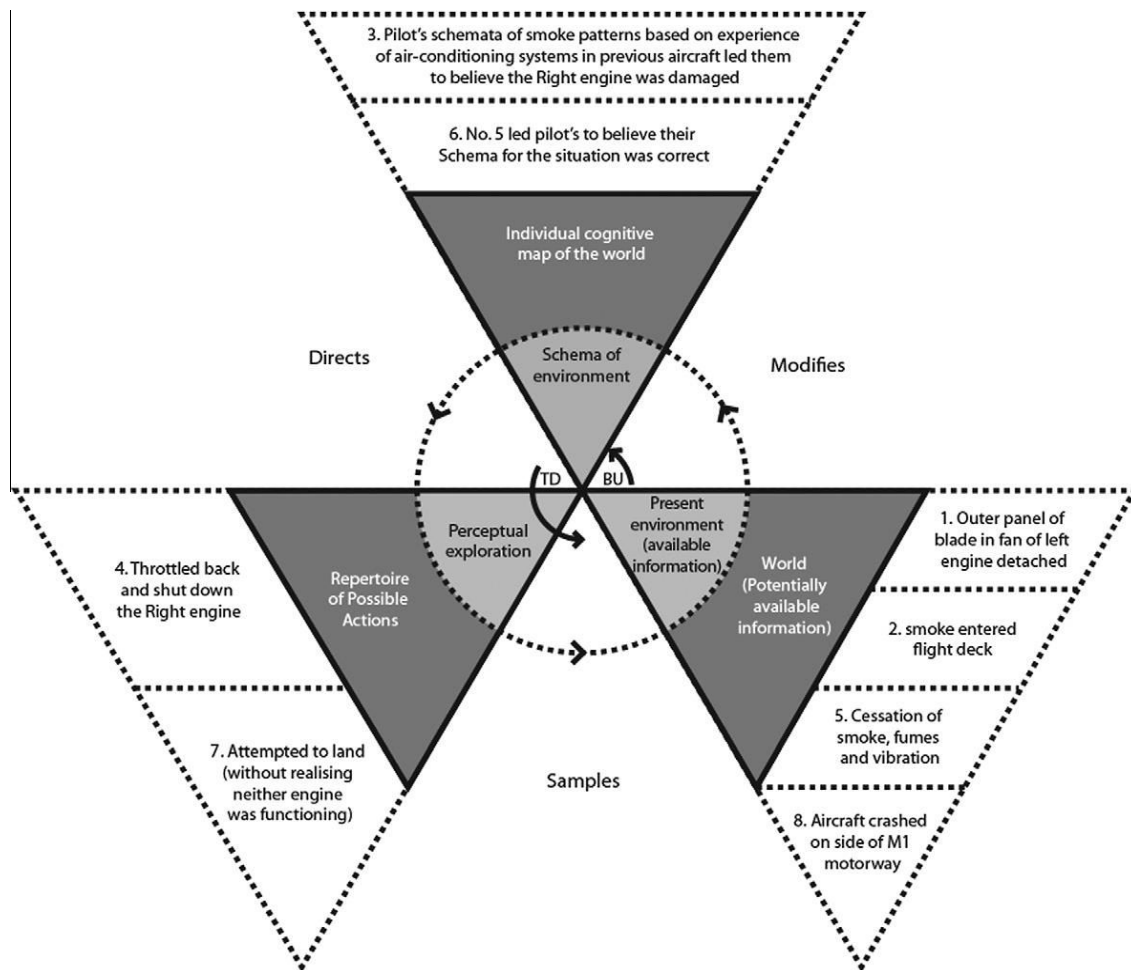 3. Pilot's schemata of smoke patterns based on experience
of air-conditioning systems in previous aircraft led them
to believe the Right engine was damaged
6. No. 5 led pilot's to believe their
Schema for the situation was correct
Individual cognitive
map of the world
Directs
Schema of
environment
Modifies
TD
BU
4. Throttled back
and shut down
the Right engine
Repertoire
of Possible
Actions
Perceptual
exploration
Present
environment
(available
information)
World
(Potentially
available
information)
1. Outer panel of
blade in fan of left
engine detached
2. smoke entered
flight deck
5. Cessation of
smoke, fumes
and vibration
7. Attempted to land
(without realising
neither engine
was functioning)
Samples
8. Aircraft crashed
on side of M1
motorway